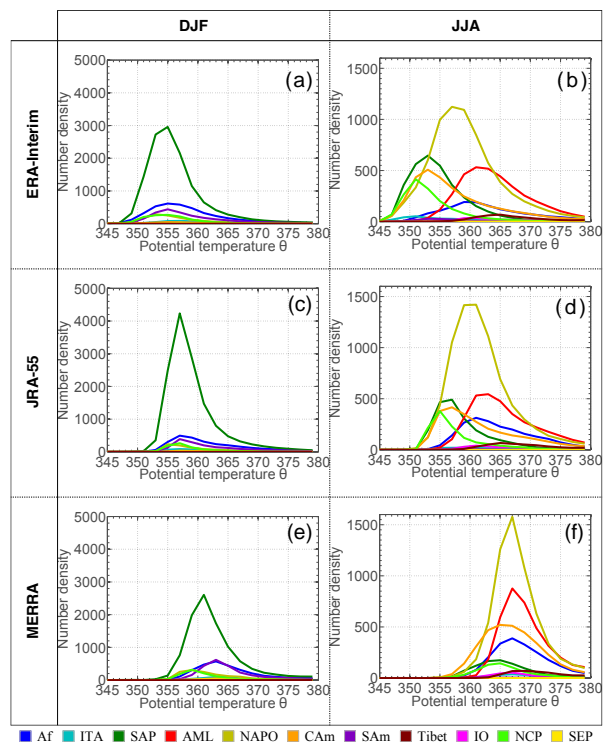 DJF JJA
ERA-Interim
(a)
Number density
5000
4000
3000
2000
1000
0
345 350 355 360 365 370 375 380
Potential temperature θ
(b)
Number density
1500
1000
500
0
345 350 355 360 365 370 375 380
Potential temperature θ
JRA-55
(c)
Number density
5000
4000
3000
2000
1000
0
345 350 355 360 365 370 375 380
Potential temperature θ
(d)
Number density
1500
1000
500
0
345 350 355 360 365 370 375 380
Potential temperature θ
MERRA
(e)
Number density
5000
4000
3000
2000
1000
0
345 350 355 360 365 370 375 380
Potential temperature θ
(f)
Number density
1500
1000
500
0
345 350 355 360 365 370 375 380
Potential temperature θ
Af ITA SAP AML NAPO CAm SAm Tibet IO NCP SEP